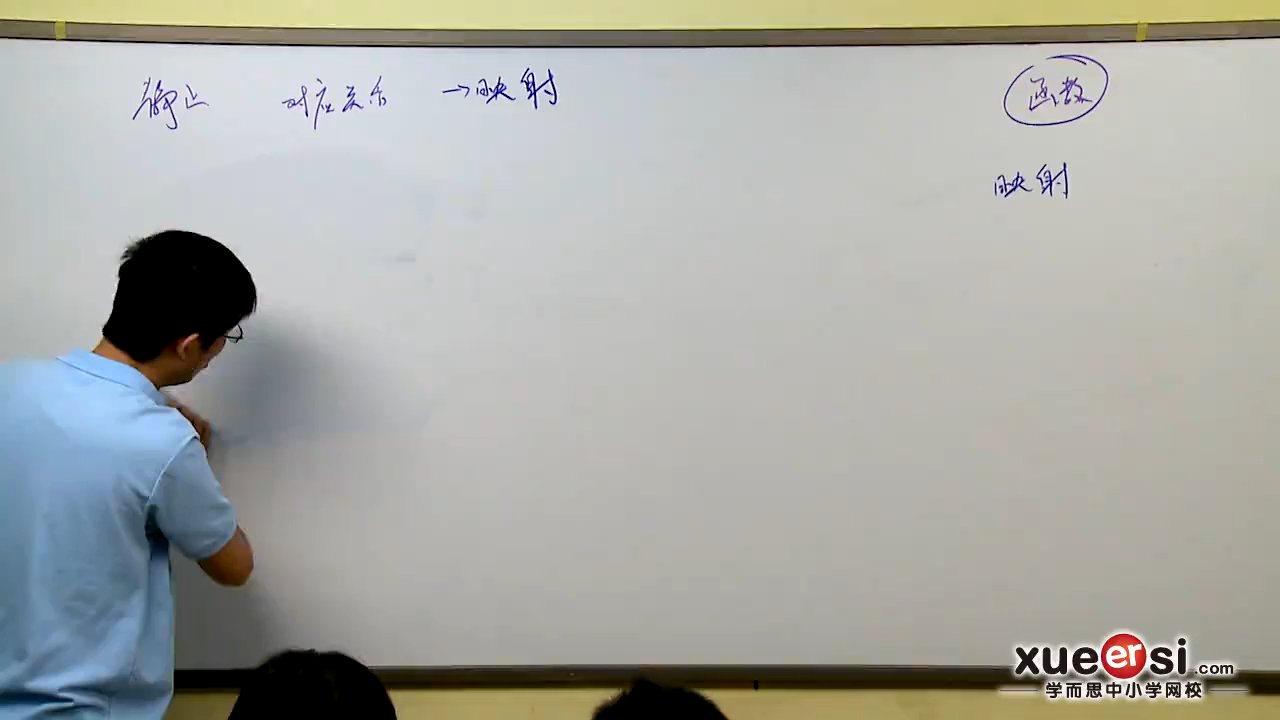 静止 对应关系 →映射
函数
映射
xueersi.com
学而思中小学网校